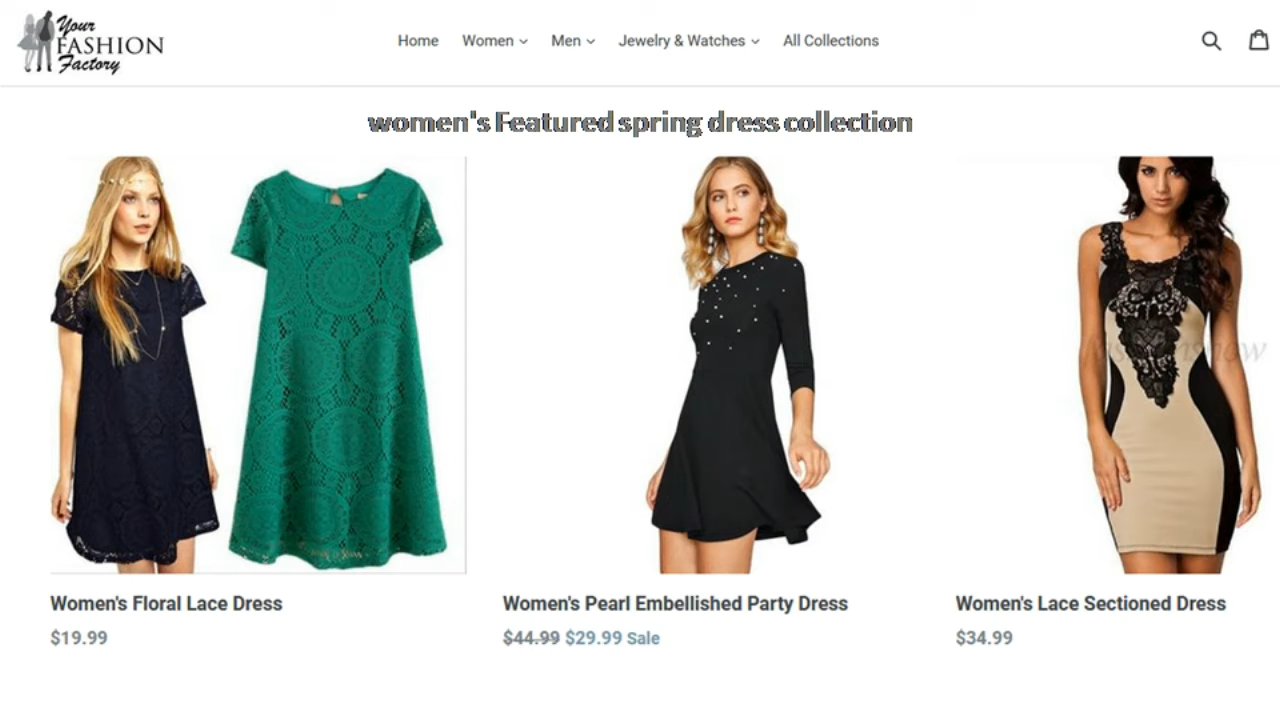 Your
FASHION
Factory
Home Women Men Jewelry & Watches All Collections
women's Featured spring dress collection
Women's Floral Lace Dress
$19.99
Women's Pearl Embellished Party Dress
$44.99 $29.99 Sale
Women's Lace Sectioned Dress
$34.99